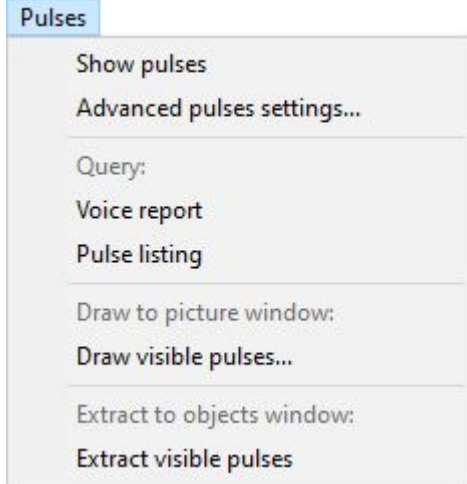 Pulses
Show pulses
Advanced pulses settings...
Query:
Voice report
Pulse listing
Draw to picture window:
Draw visible pulses...
Extract to objects window:
Extract visible pulses